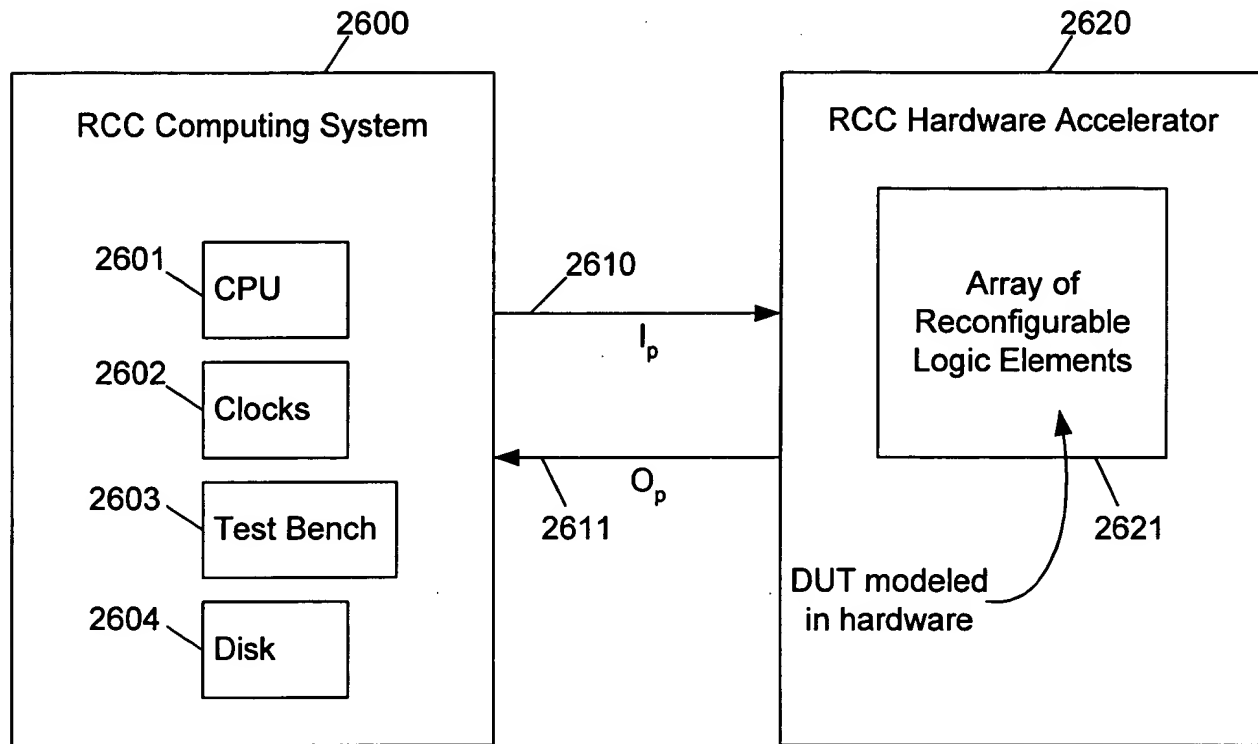 2600
2620
RCC Computing System
RCC Hardware Accelerator
2601
CPU
2602
Clocks
2603
Test Bench
2604
Disk
2610
Ip
Op
2611
Array of
Reconfigurable
Logic Elements
2621
DUT modeled
in hardware